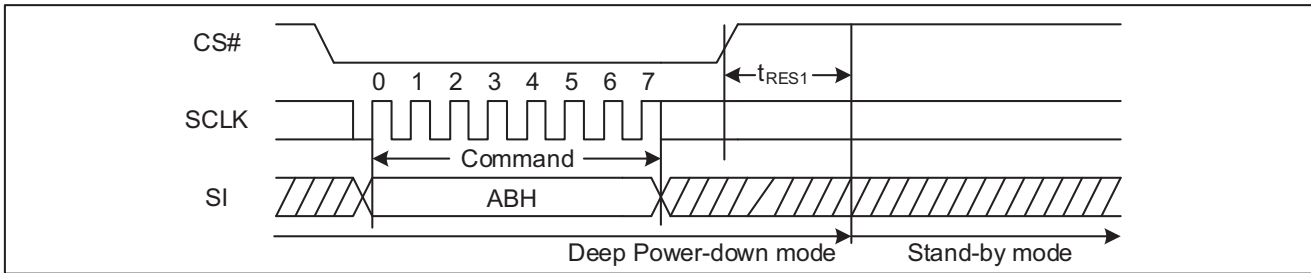 CS#
tRES1
0 1 2 3 4 5 6 7
SCLK
Command
SI
ABH
Deep Power-down mode Stand-by mode